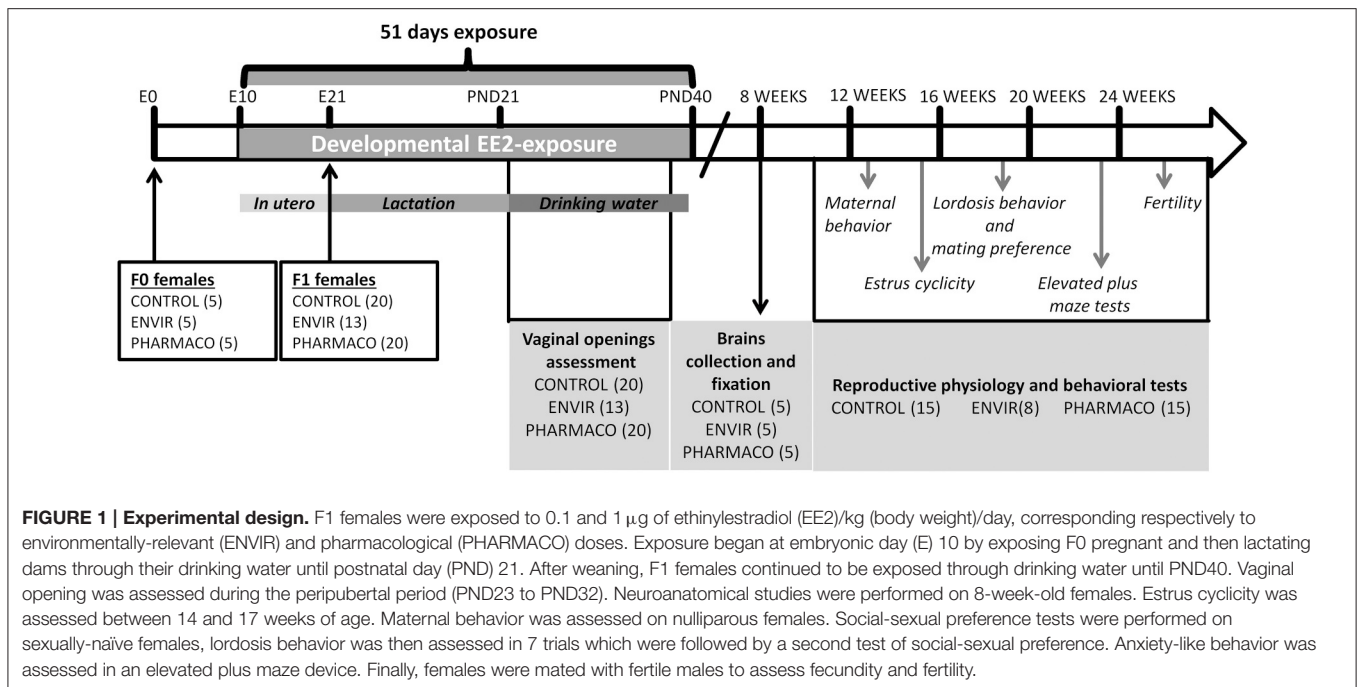 51 days exposure
E0 E10 E21 PND21 PND40 8 WEEKS 12 WEEKS 16 WEEKS 20 WEEKS 24 WEEKS
Developmental EE2-exposure
In utero Lactation Drinking water
Maternal
behavior
Lordosis behavior
and
mating preference
Fertility
Estrus cyclicity
Elevated plus
maze tests
F0 females
CONTROL (5)
ENVIR (5)
PHARMACO (5)
F1 females
CONTROL (20)
ENVIR (13)
PHARMACO (20)
Vaginal openings
assessment
CONTROL (20)
ENVIR (13)
PHARMACO (20)
Brains
collection and
fixation
CONTROL (5)
ENVIR (5)
PHARMACO (5)
Reproductive physiology and behavioral tests
CONTROL (15) ENVIR(8) PHARMACO (15)
FIGURE 1 | Experimental design. F1 females were exposed to 0.1 and 1 μg of ethinylestradiol (EE2)/kg (body weight)/day, corresponding respectively to
environmentally-relevant (ENVIR) and pharmacological (PHARMACO) doses. Exposure began at embryonic day (E) 10 by exposing F0 pregnant and then lactating
dams through their drinking water until postnatal day (PND) 21. After weaning, F1 females continued to be exposed through drinking water until PND40. Vaginal
opening was assessed during the peripubertal period (PND23 to PND32). Neuroanatomical studies were performed on 8-week-old females. Estrus cyclicity was
assessed between 14 and 17 weeks of age. Maternal behavior was assessed on nulliparous females. Social-sexual preference tests were performed on
sexually-naïve females, lordosis behavior was then assessed in 7 trials which were followed by a second test of social-sexual preference. Anxiety-like behavior was
assessed in an elevated plus maze device. Finally, females were mated with fertile males to assess fecundity and fertility.